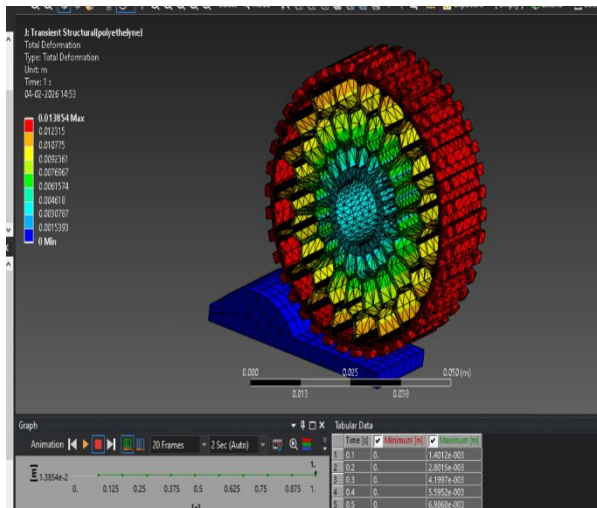 J: Transient Structural(polyethelyne)
Total Deformation
Type: Total Deformation
Unit: m
Time: 1 s
04-02-2026 14:53
0.013854 Max
0.012315
0.010775
0.0092361
0.0076967
0.0061574
0.004618
0.0030787
0.0015393
0 Min
0.000 0.025 0.050 (m)
0.013 0.038
Graph
Animation 20 Frames 2 Sec (Auto)
1.
1.3854e-2
0. 0.125 0.25 0.375 0.5 0.625 0.75 0.875 1.
[s]
Tabular Data
Time [s] Minimum [m] Maximum [m]
1 0.1 0. 1.4012e-003
2 0.2 0. 2.8015e-003
3 0.3 0. 4.1997e-003
4 0.4 0. 5.5952e-003
5 0.5 0. 6.9868e-003